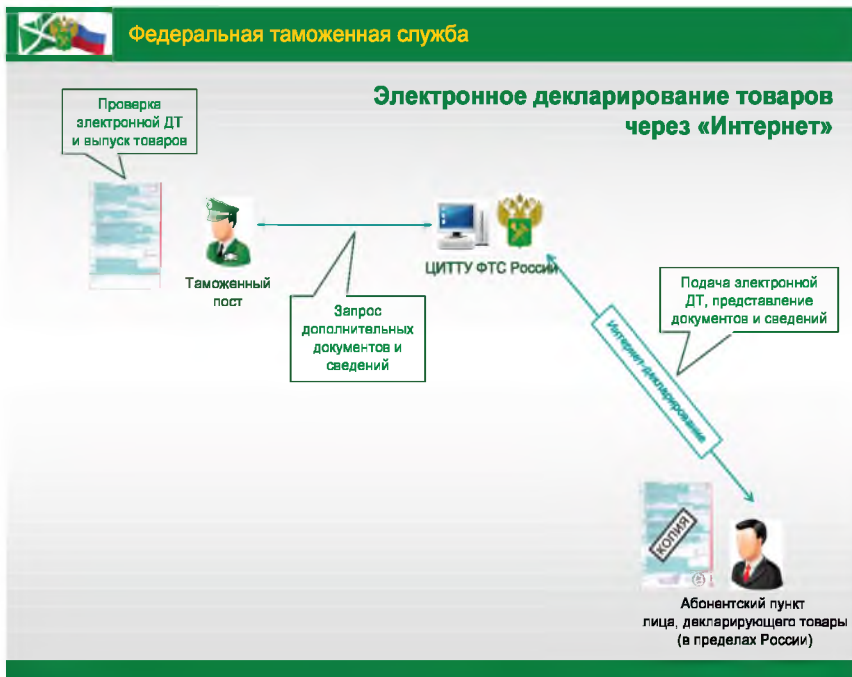 Федеральная таможенная служба
Электронное декларирование товаров
через «Интернет»
Проверка
электронной ДТ
и выпуск товаров
Таможенный
пост
Запрос
дополнительных
документов и
сведений
ЦИТТУ ФТС России
Подача электронной
ДТ, представление
документов и сведений
Интернет-декларирование
КОПИЯ
Абонентский пункт
лица, декларирующего товары
(в пределах России)